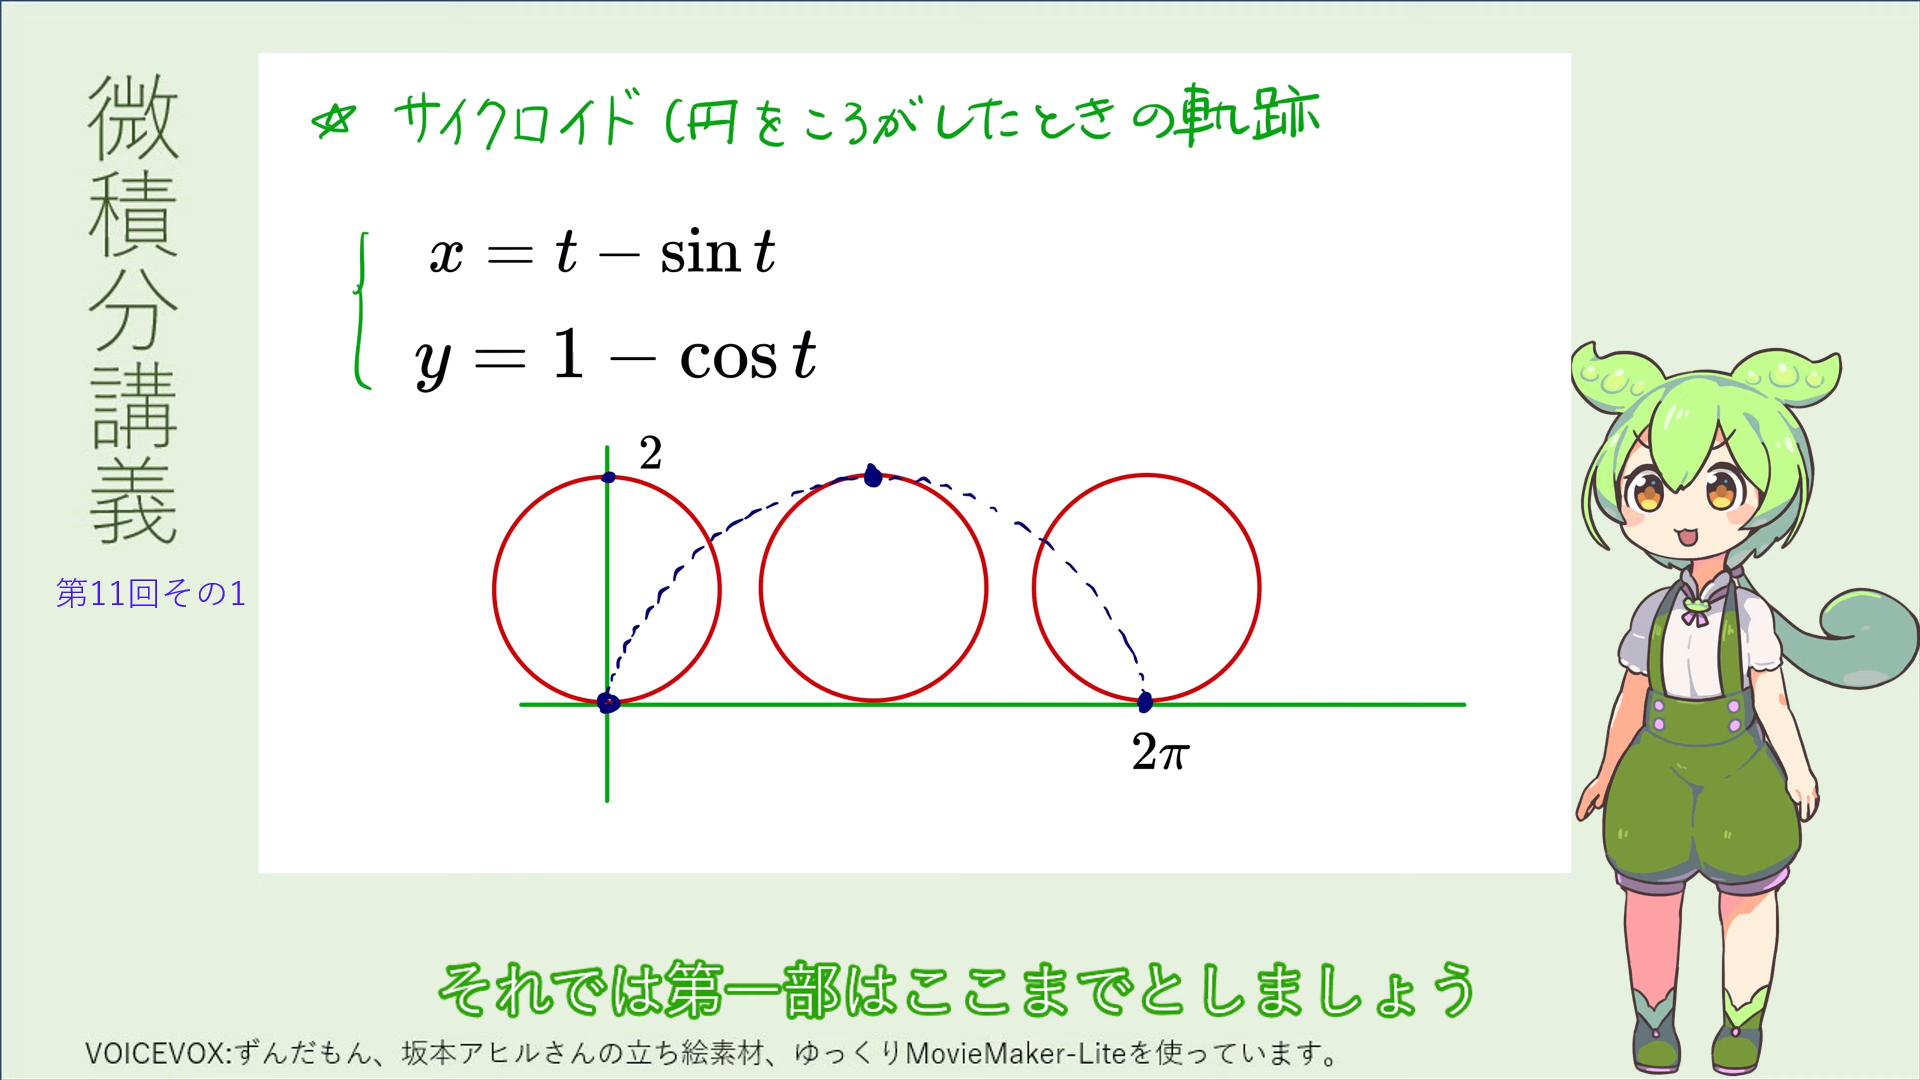 微積分講義
第11回その1
☆ サイクロイド (円をころがしたときの軌跡
x = t − sin t
y = 1 − cos t
2
2π
それでは第一部はここまでとしましょう
VOICEVOX:ずんだもん、坂本アヒルさんの立ち絵素材、ゆっくりMovieMaker-Liteを使っています。